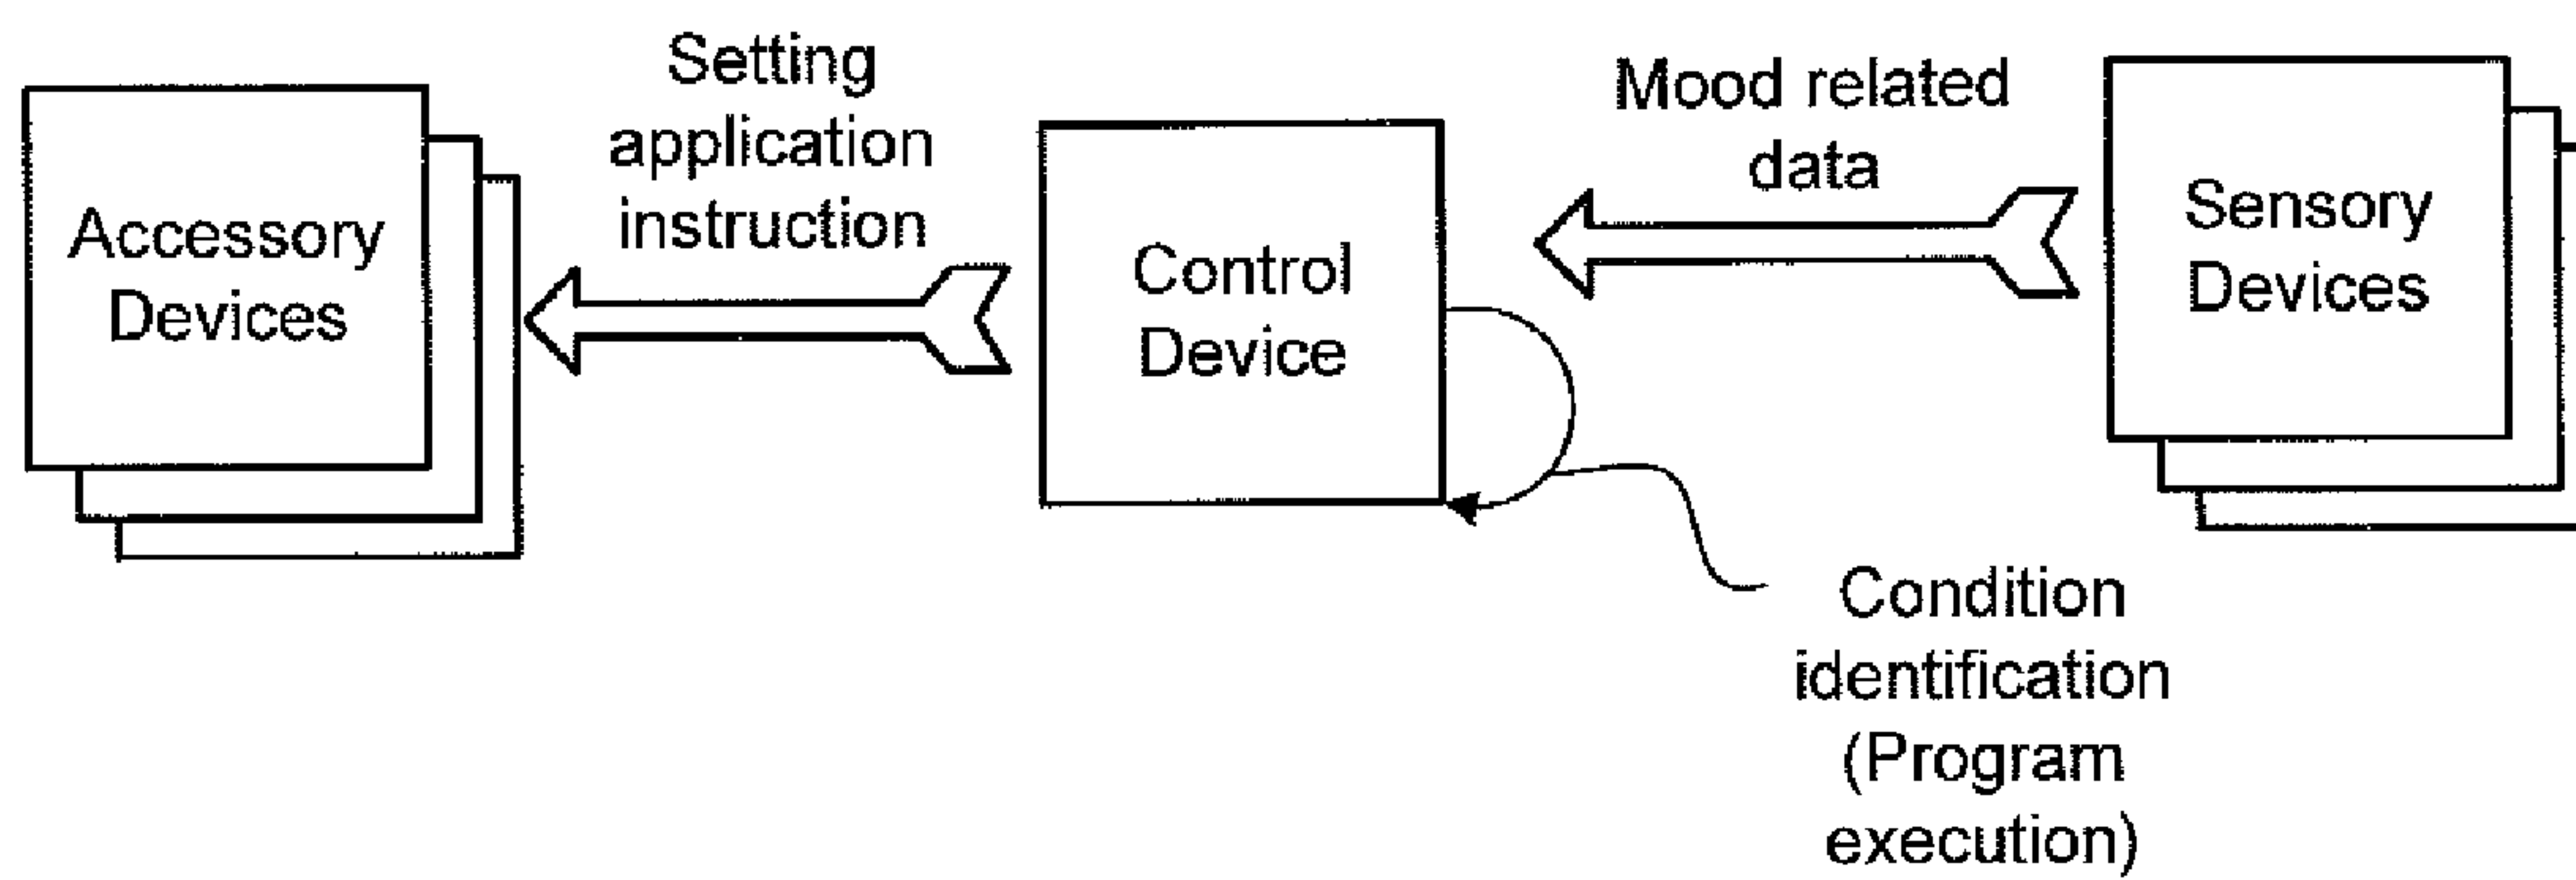 Accessory
Devices
Setting
application
instruction
Control
Device
Mood related
data
Sensory
Devices
Condition
identification
(Program
execution)